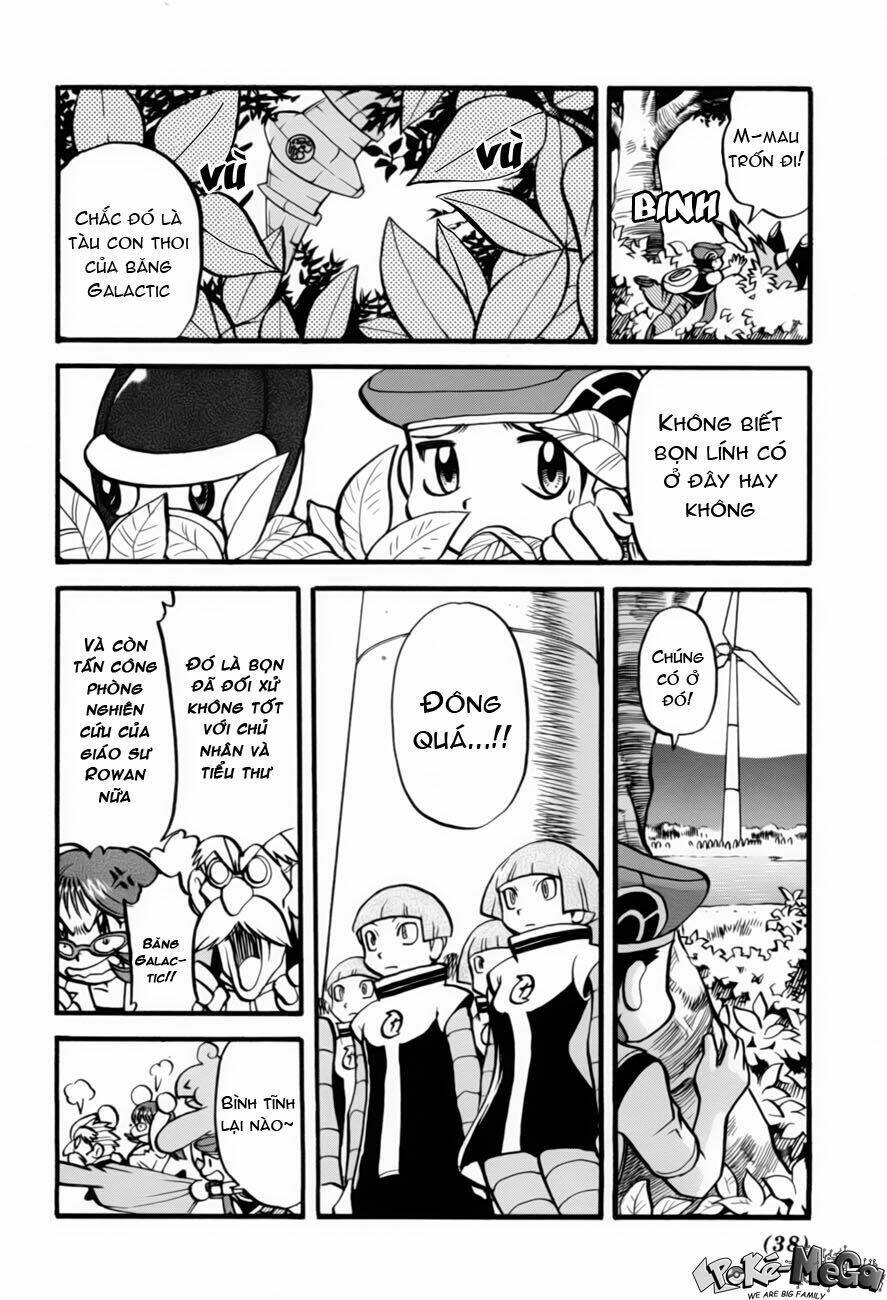 M-mau
trốn đi!
BINH
VÙ
VÙ
Chắc đó là
tàu con thoi
của băng
Galactic
Không biết
bọn lính có
ở đây hay
không
Chúng
có ở
đó!
Đông
quá...!!
Đó là bọn
đã đối xử
không tốt
với chủ
nhân và
tiểu thư
Và còn
tấn công
phòng nghiên
cứu của
giáo sư
Rowan
nữa
Băng
Galac-
tic!!
Bình tĩnh
lại nào~
(38)
Poké-Mega
WE ARE BIG FAMILY